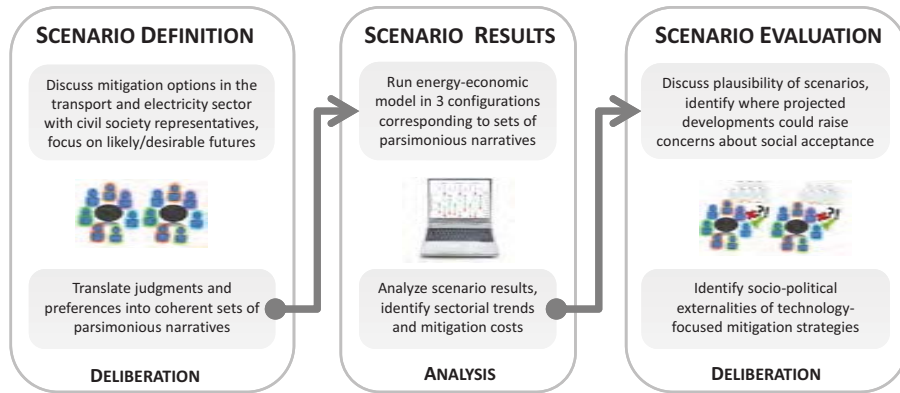 SCENARIO DEFINITION
Discuss mitigation options in the
transport and electricity sector
with civil society representatives,
focus on likely/desirable futures
Translate judgments and
preferences into coherent sets of
parsimonious narratives
DELIBERATION
SCENARIO RESULTS
Run energy-economic
model in 3 configurations
corresponding to sets of
parsimonious narratives
Analyze scenario results,
identify sectorial trends
and mitigation costs
ANALYSIS
SCENARIO EVALUATION
Discuss plausibility of scenarios,
identify where projected
developments could raise
concerns about social acceptance
?!
?!
Identify socio-political
externalities of technology-
focused mitigation strategies
DELIBERATION